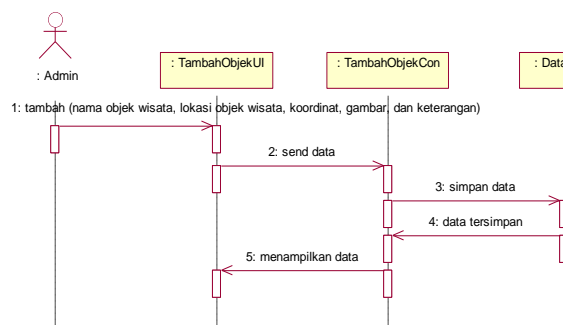 : Admin
: TambahObjekUI
: TambahObjekCon
: Data
1: tambah (nama objek wisata, lokasi objek wisata, koordinat, gambar, dan keterangan)
2: send data
3: simpan data
4: data tersimpan
5: menampilkan data